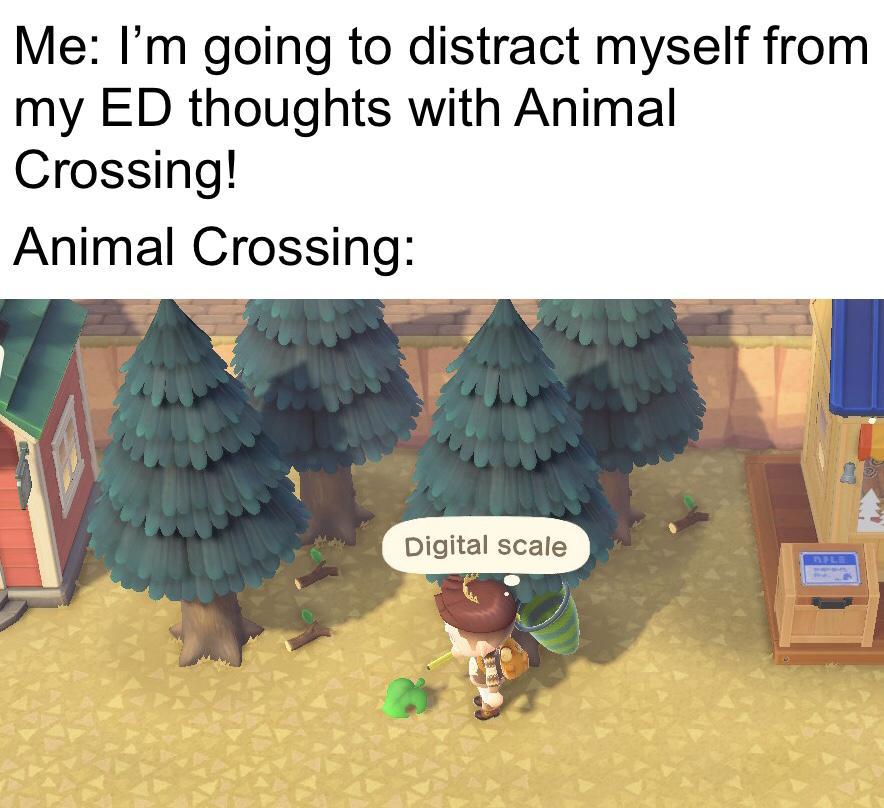 Me: I’m going to distract myself from
my ED thoughts with Animal
Crossing!
Animal Crossing:
Digital scale